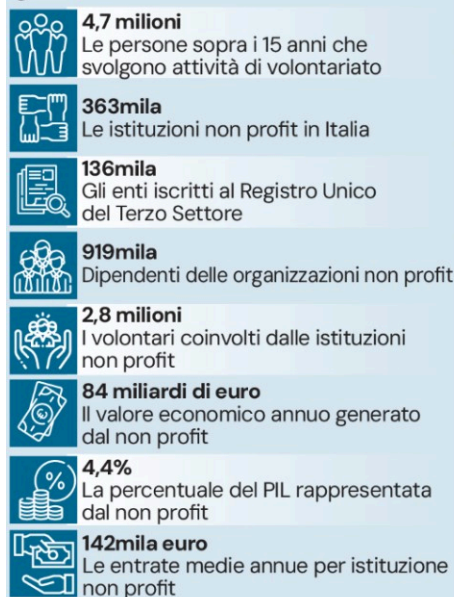 4,7 milioni
Le persone sopra i 15 anni che
svolgono attività di volontariato
363mila
Le istituzioni non profit in Italia
136mila
Gli enti iscritti al Registro Unico
del Terzo Settore
919mila
Dipendenti delle organizzazioni non profit
2,8 milioni
I volontari coinvolti dalle istituzioni
non profit
84 miliardi di euro
Il valore economico annuo generato
dal non profit
%
4,4%
La percentuale del PIL rappresentata
dal non profit
142mila euro
Le entrate medie annue per istituzione
non profit